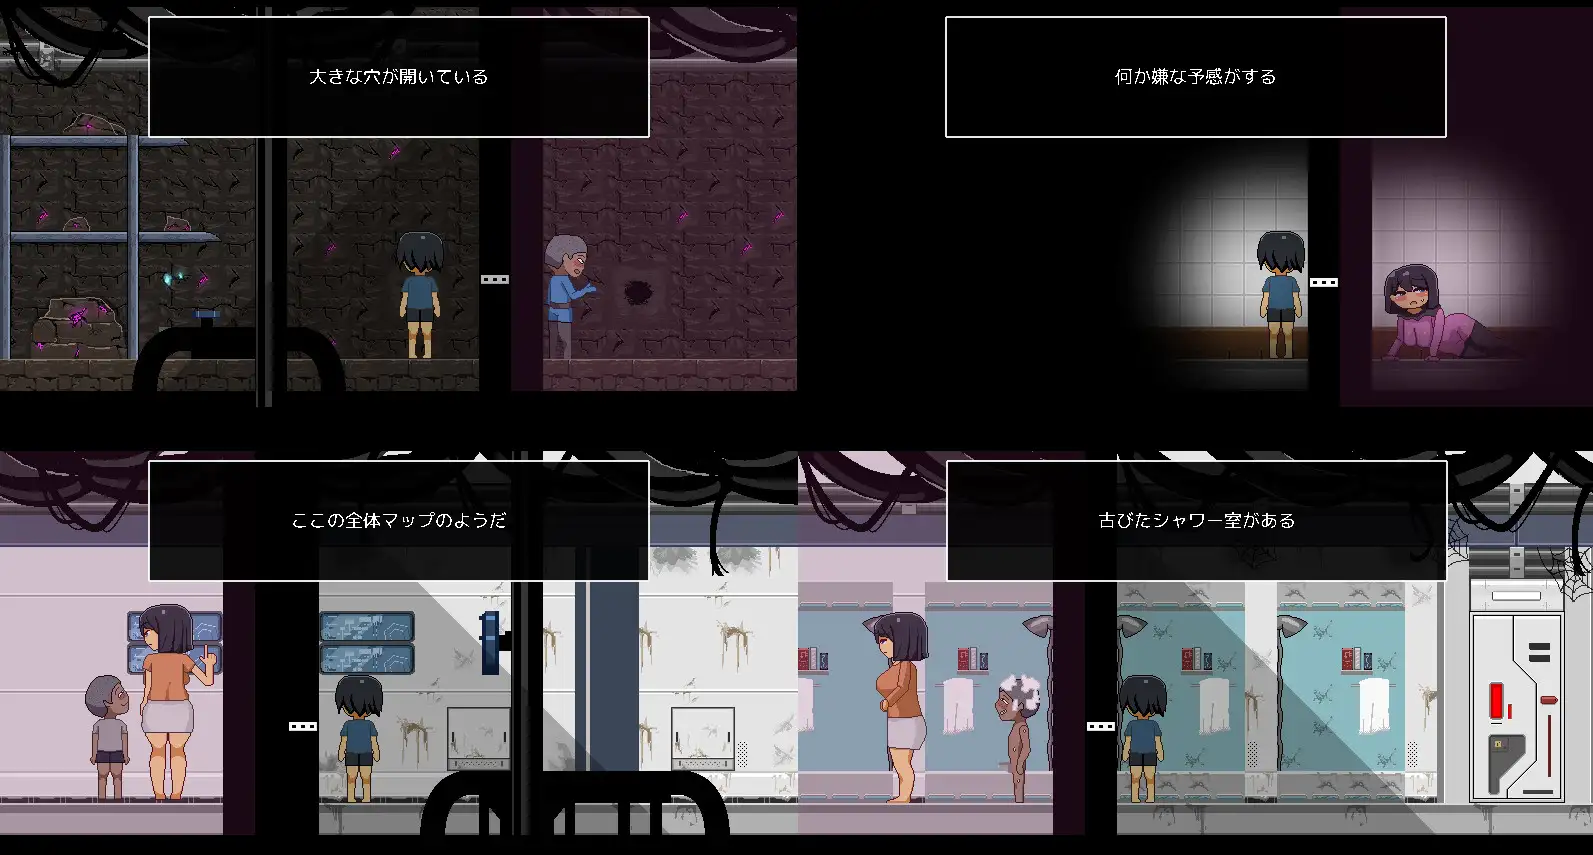 大きな穴が開いている
何か嫌な予感がする
ここの全体マップのようだ
古びたシャワー室がある